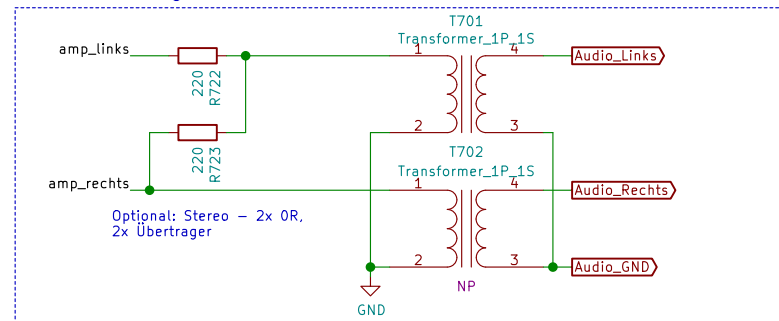 T701
Transformer_1P_1S
amp_links
1
4
Audio_Links
220
R722
2
3
220
R723
T702
Transformer_1P_1S
amp_rechts
1
4
Audio_Rechts
Optional: Stereo – 2x 0R,
2x Übertrager
2
3
Audio_GND
NP
GND